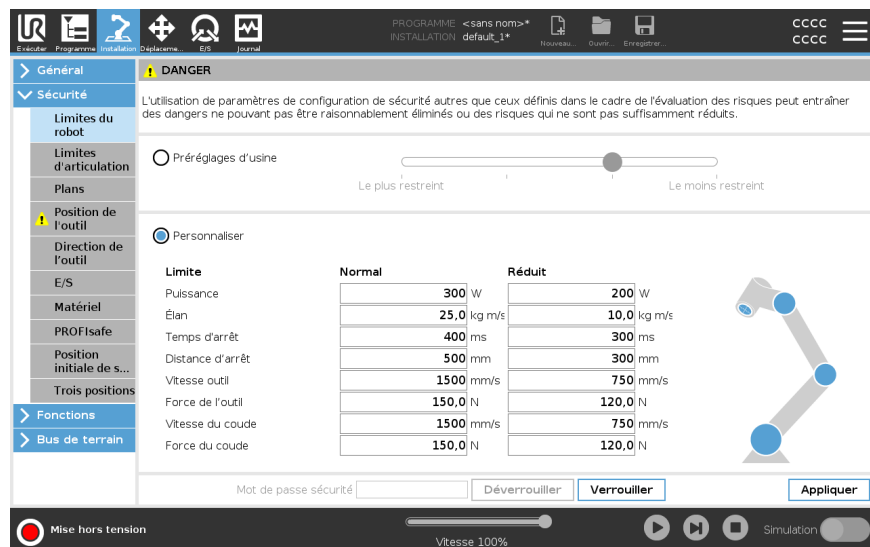 PROGRAMME <sans nom>*
INSTALLATION default_1*
cccc
cccc
Exécuter Programme Installation Déplaceme... E/S Journal Nouveau... Ouvrir... Enregistrer...
Général
Sécurité
Limites du
robot
Limites
d'articulation
Plans
Position de
l'outil
Direction de
l'outil
E/S
Matériel
PROFIsafe
Position
initiale de s...
Trois positions
Fonctions
Bus de terrain
DANGER
L'utilisation de paramètres de configuration de sécurité autres que ceux définis dans le cadre de l'évaluation des risques peut entraîner
des dangers ne pouvant pas être raisonnablement éliminés ou des risques qui ne sont pas suffisamment réduits.
Préréglages d'usine
Le plus restreint Le moins restreint
Personnaliser
Limite Normal Réduit
Puissance 300 W 200 W
Élan 25,0 kg m/s 10,0 kg m/s
Temps d'arrêt 400 ms 300 ms
Distance d'arrêt 500 mm 300 mm
Vitesse outil 1500 mm/s 750 mm/s
Force de l'outil 150,0 N 120,0 N
Vitesse du coude 1500 mm/s 750 mm/s
Force du coude 150,0 N 120,0 N
Mot de passe sécurité Déverrouiller Verrouiller Appliquer
Mise hors tension Vitesse 100% Simulation